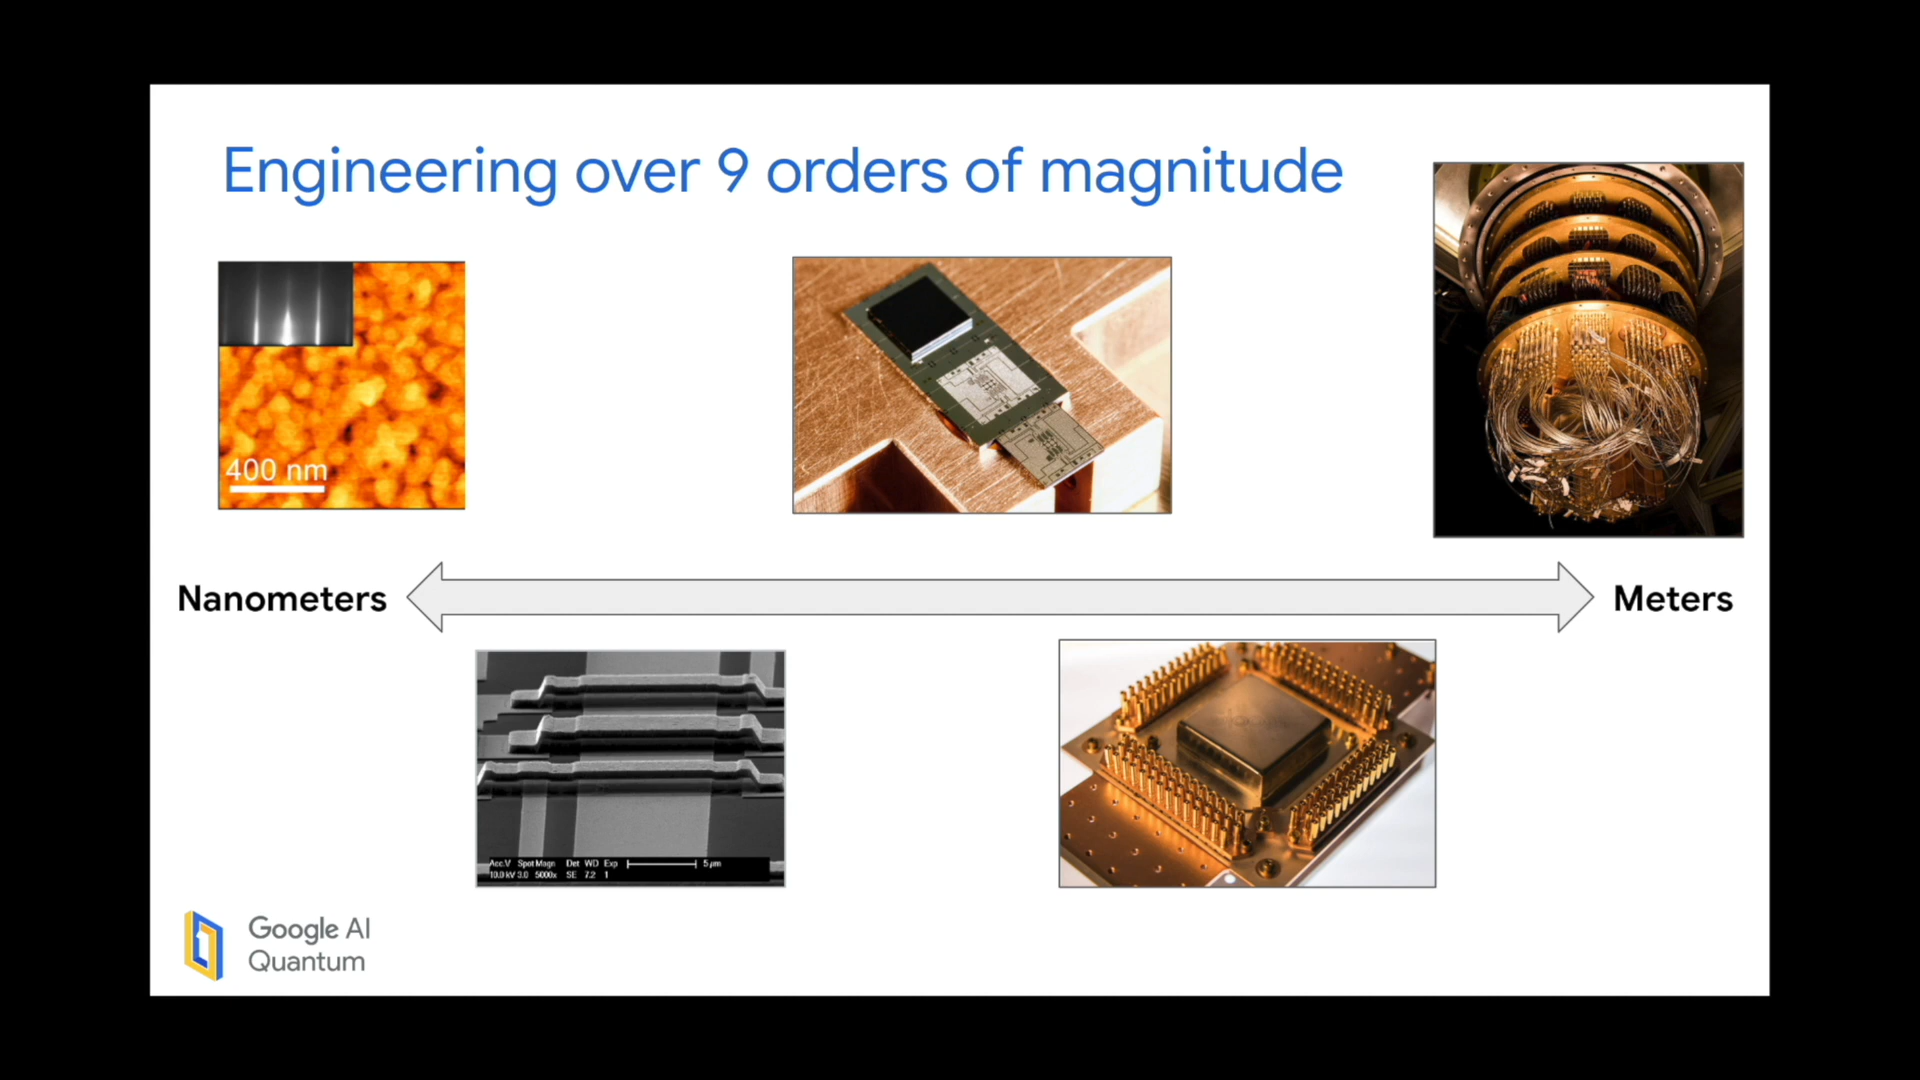 Engineering over 9 orders of magnitude
400 nm
Nanometers
Meters
Acc.V Spot Magn Det WD Exp 5 µm
10.0 kV 3.0 5000x SE 7.2 1
Google AI
Quantum